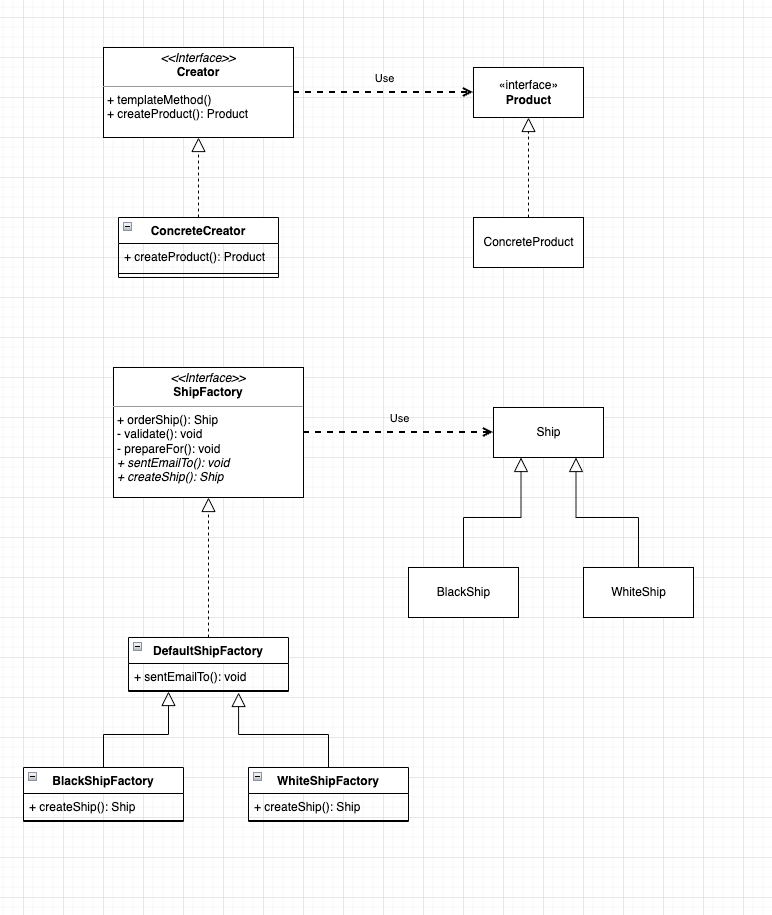 <<Interface>>
Creator
+ templateMethod()
+ createProduct(): Product
Use
«interface»
Product
ConcreteCreator
+ createProduct(): Product
ConcreteProduct
<<Interface>>
ShipFactory
+ orderShip(): Ship
- validate(): void
- prepareFor(): void
+ sentEmailTo(): void
+ createShip(): Ship
Use
Ship
BlackShip
WhiteShip
DefaultShipFactory
+ sentEmailTo(): void
BlackShipFactory
+ createShip(): Ship
WhiteShipFactory
+ createShip(): Ship